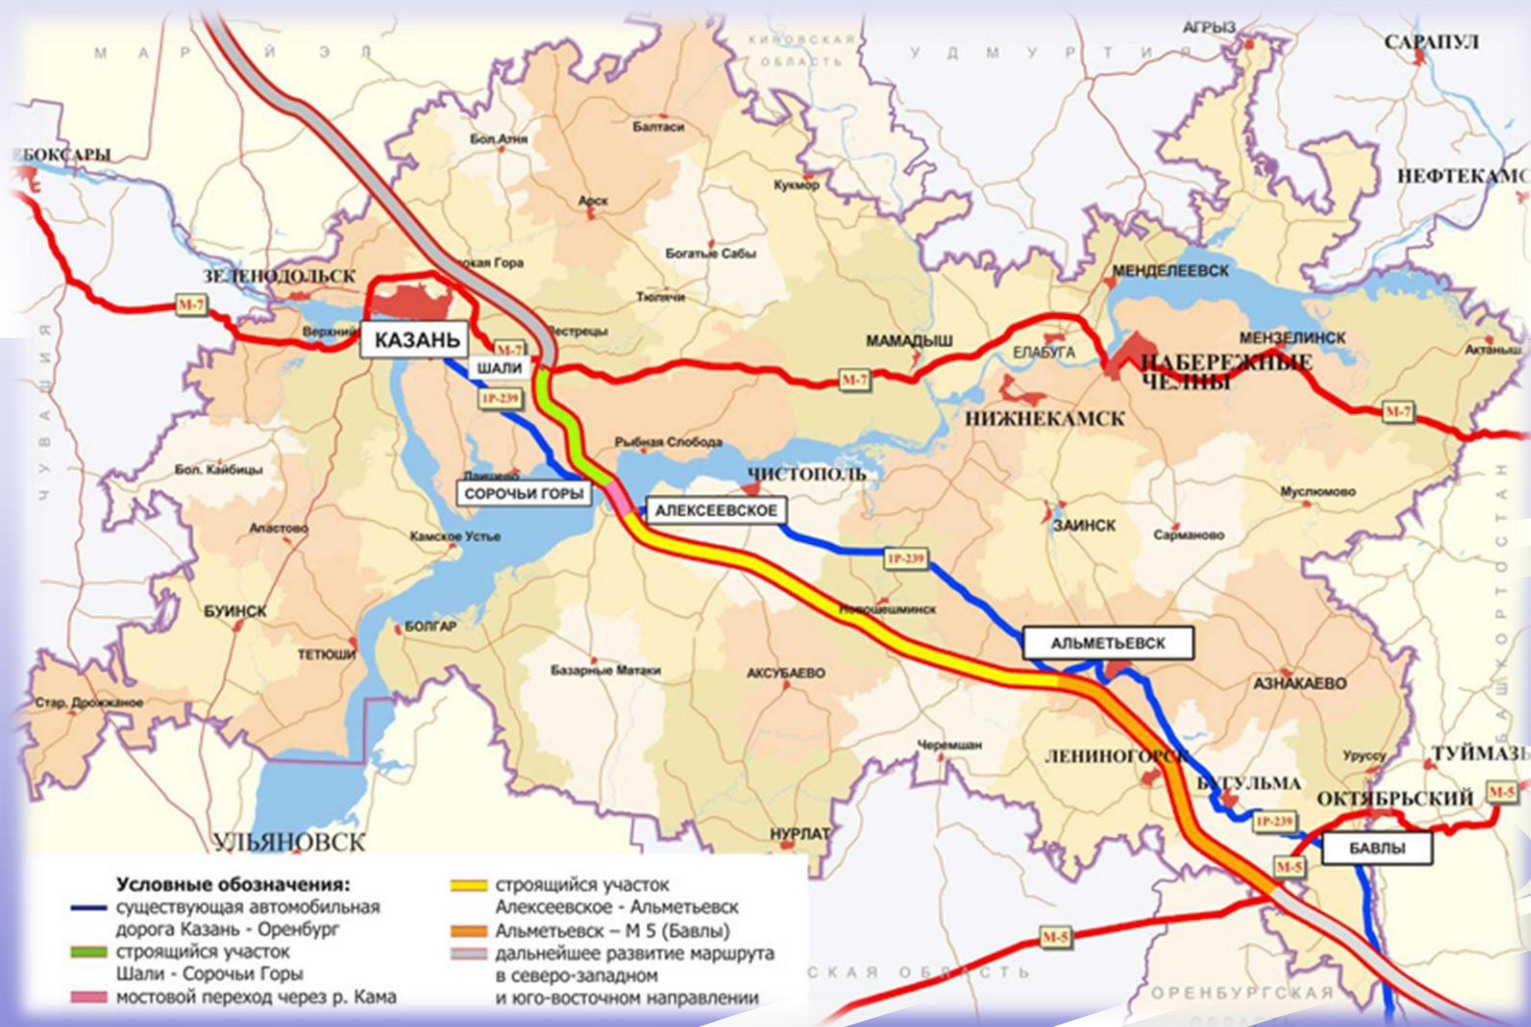 МАРИЙ ЭЛ
КИРОВСКАЯ
ОБЛАСТЬ
УДМУРТИЯ
АГРЫЗ
САРАПУЛ
Балтаси
Бол.Атня
ЕБОКСАРЫ
Кукмор
НЕФТЕКАМС
Арск
Богатые Сабы
окая Гора
ЗЕЛЕНОДОЛЬСК
МЕНДЕЛЕЕВСК
Тюлячи
М-7
Верхний
КАЗАНЬ
Пестрецы
МАМАДЫШ
ЕЛАБУГА
МЕНЗЕЛИНСК
Актаныш
М-7
ШАЛИ
НАБЕРЕЖНЫЕ
ЧЕЛНЫ
М-7
1Р-239
М-7
НИЖНЕКАМСК
ЧУВАШИЯ
Рыбная Слобода
Бол. Кайбицы
Лаишево
ЧИСТОПОЛЬ
СОРОЧЬИ ГОРЫ
Муслюмово
АЛЕКСЕЕВСКОЕ
Апастово
Камское Устье
ЗАИНСК
Сарманово
БАШКОРТОСТАН
1Р-239
БУИНСК
БОЛГАР
Новошешминск
ТЕТЮШИ
АЛЬМЕТЬЕВСК
Базарные Матаки
АКСУБАЕВО
АЗНАКАЕВО
Стар. Дрожжаное
Черемшан
ЛЕНИНОГОРСК
Уруссу
ТУЙМАЗЬ
БУГУЛЬМА
ОКТЯБРЬСКИЙ
М-5
1Р-239
УЛЬЯНОВСК
НУРЛАТ
БАВЛЫ
М-5
М-5
СКАЯ ОБЛАСТЬ
ОРЕНБУРГСКАЯ
ОБЛАСТЬ
Условные обозначения:
существующая автомобильная
дорога Казань - Оренбург
строящийся участок
Шали - Сорочьи Горы
мостовой переход через р. Кама
строящийся участок
Алексеевское - Альметьевск
Альметьевск – М 5 (Бавлы)
дальнейшее развитие маршрута
в северо-западном
и юго-восточном направлении